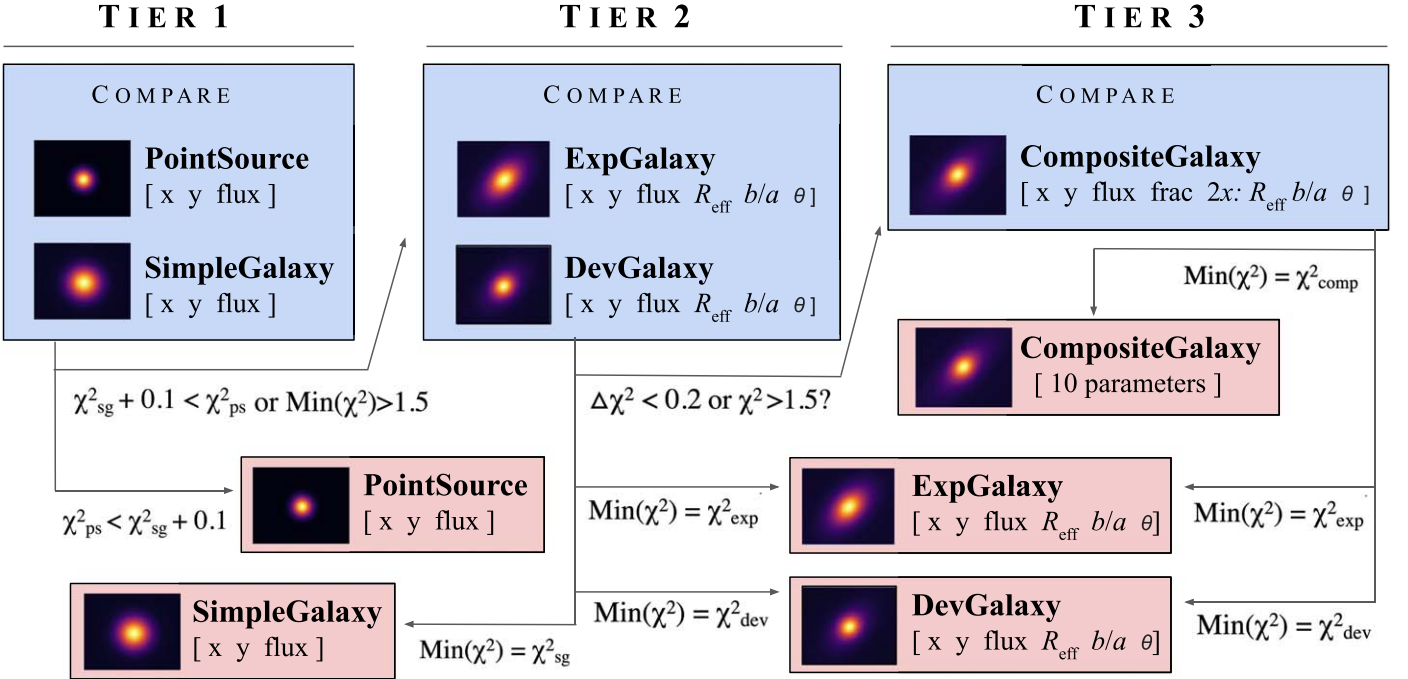 TIER 1
COMPARE
PointSource
[ x y flux ]
SimpleGalaxy
[ x y flux ]
χ²sg + 0.1 < χ²ps or Min(χ²)>1.5
χ²ps < χ²sg + 0.1
PointSource
[ x y flux ]
SimpleGalaxy
[ x y flux ]
TIER 2
COMPARE
ExpGalaxy
[ x y flux Reff b/a θ ]
DevGalaxy
[ x y flux Reff b/a θ ]
Δχ² < 0.2 or χ² >1.5?
Min(χ²) = χ²exp
Min(χ²) = χ²dev
Min(χ²) = χ²sg
TIER 3
COMPARE
CompositeGalaxy
[ x y flux frac 2x: Reff b/a θ ]
Min(χ²) = χ²comp
CompositeGalaxy
[ 10 parameters ]
ExpGalaxy
[ x y flux Reff b/a θ]
Min(χ²) = χ²exp
DevGalaxy
[ x y flux Reff b/a θ ]
Min(χ²) = χ²dev